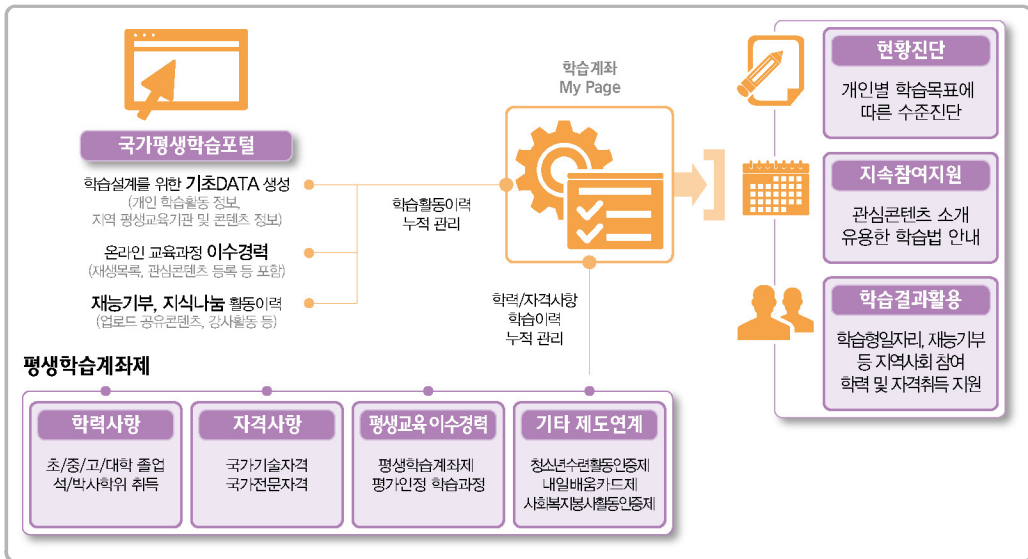 국가평생학습포털
학습설계를 위한 기초DATA 생성
(개인 학습활동 정보,
지역 평생교육기관 및 콘텐츠 정보)
온라인 교육과정 이수경력
(재생목록, 관심콘텐츠 등록 등 포함)
재능기부, 지식나눔 활동이력
(업로드 공유콘텐츠, 강사활동 등)
학습활동이력
누적 관리
학습계좌
My Page
학력/자격사항
학습이력
누적 관리
현황진단
개인별 학습목표에
따른 수준진단
지속참여지원
관심콘텐츠 소개
유용한 학습법 안내
학습결과활용
학습형일자리, 재능기부
등 지역사회 참여
학력 및 자격취득 지원
평생학습계좌제
학력사항
초/중/고/대학 졸업
석/박사학위 취득
자격사항
국가기술자격
국가전문자격
평생교육 이수경력
평생학습계좌제
평가인정 학습과정
기타 제도연계
청소년수련활동인증제
내일배움카드제
사회복지봉사활동인증제